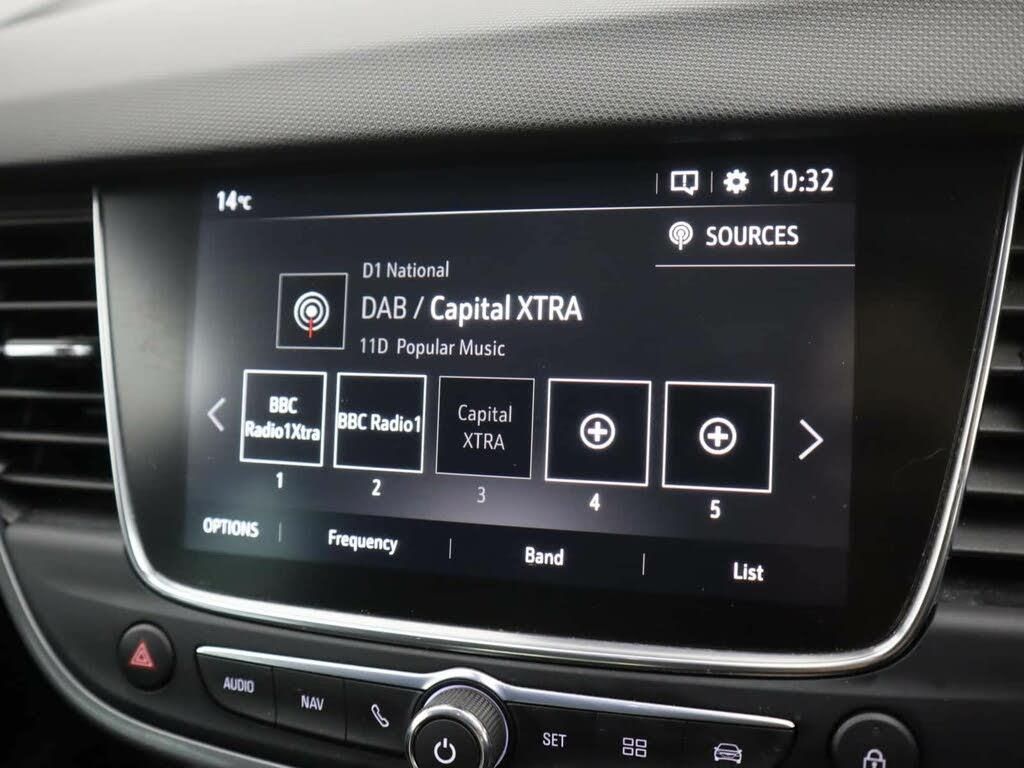 14°C
10:32
SOURCES
D1 National
DAB / Capital XTRA
11D Popular Music
BBC
Radio1Xtra
BBC Radio1
Capital
XTRA
1
2
3
4
5
OPTIONS
Frequency
Band
List
AUDIO
NAV
SET